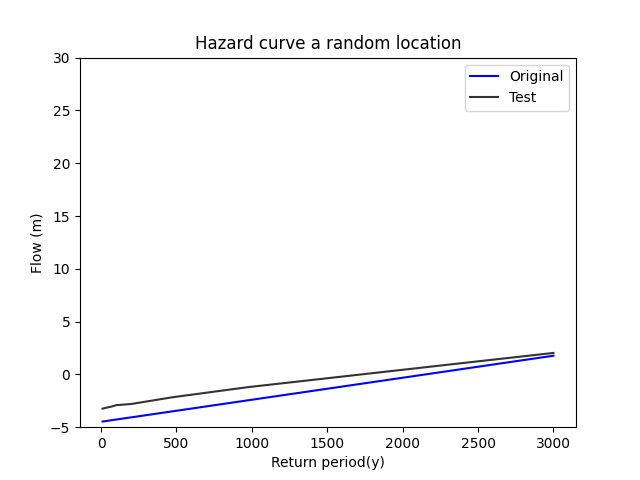 Hazard curve a random location
30
25
20
15
10
5
0
−5
Flow (m)
Original
Test
0 500 1000 1500 2000 2500 3000
Return period(y)